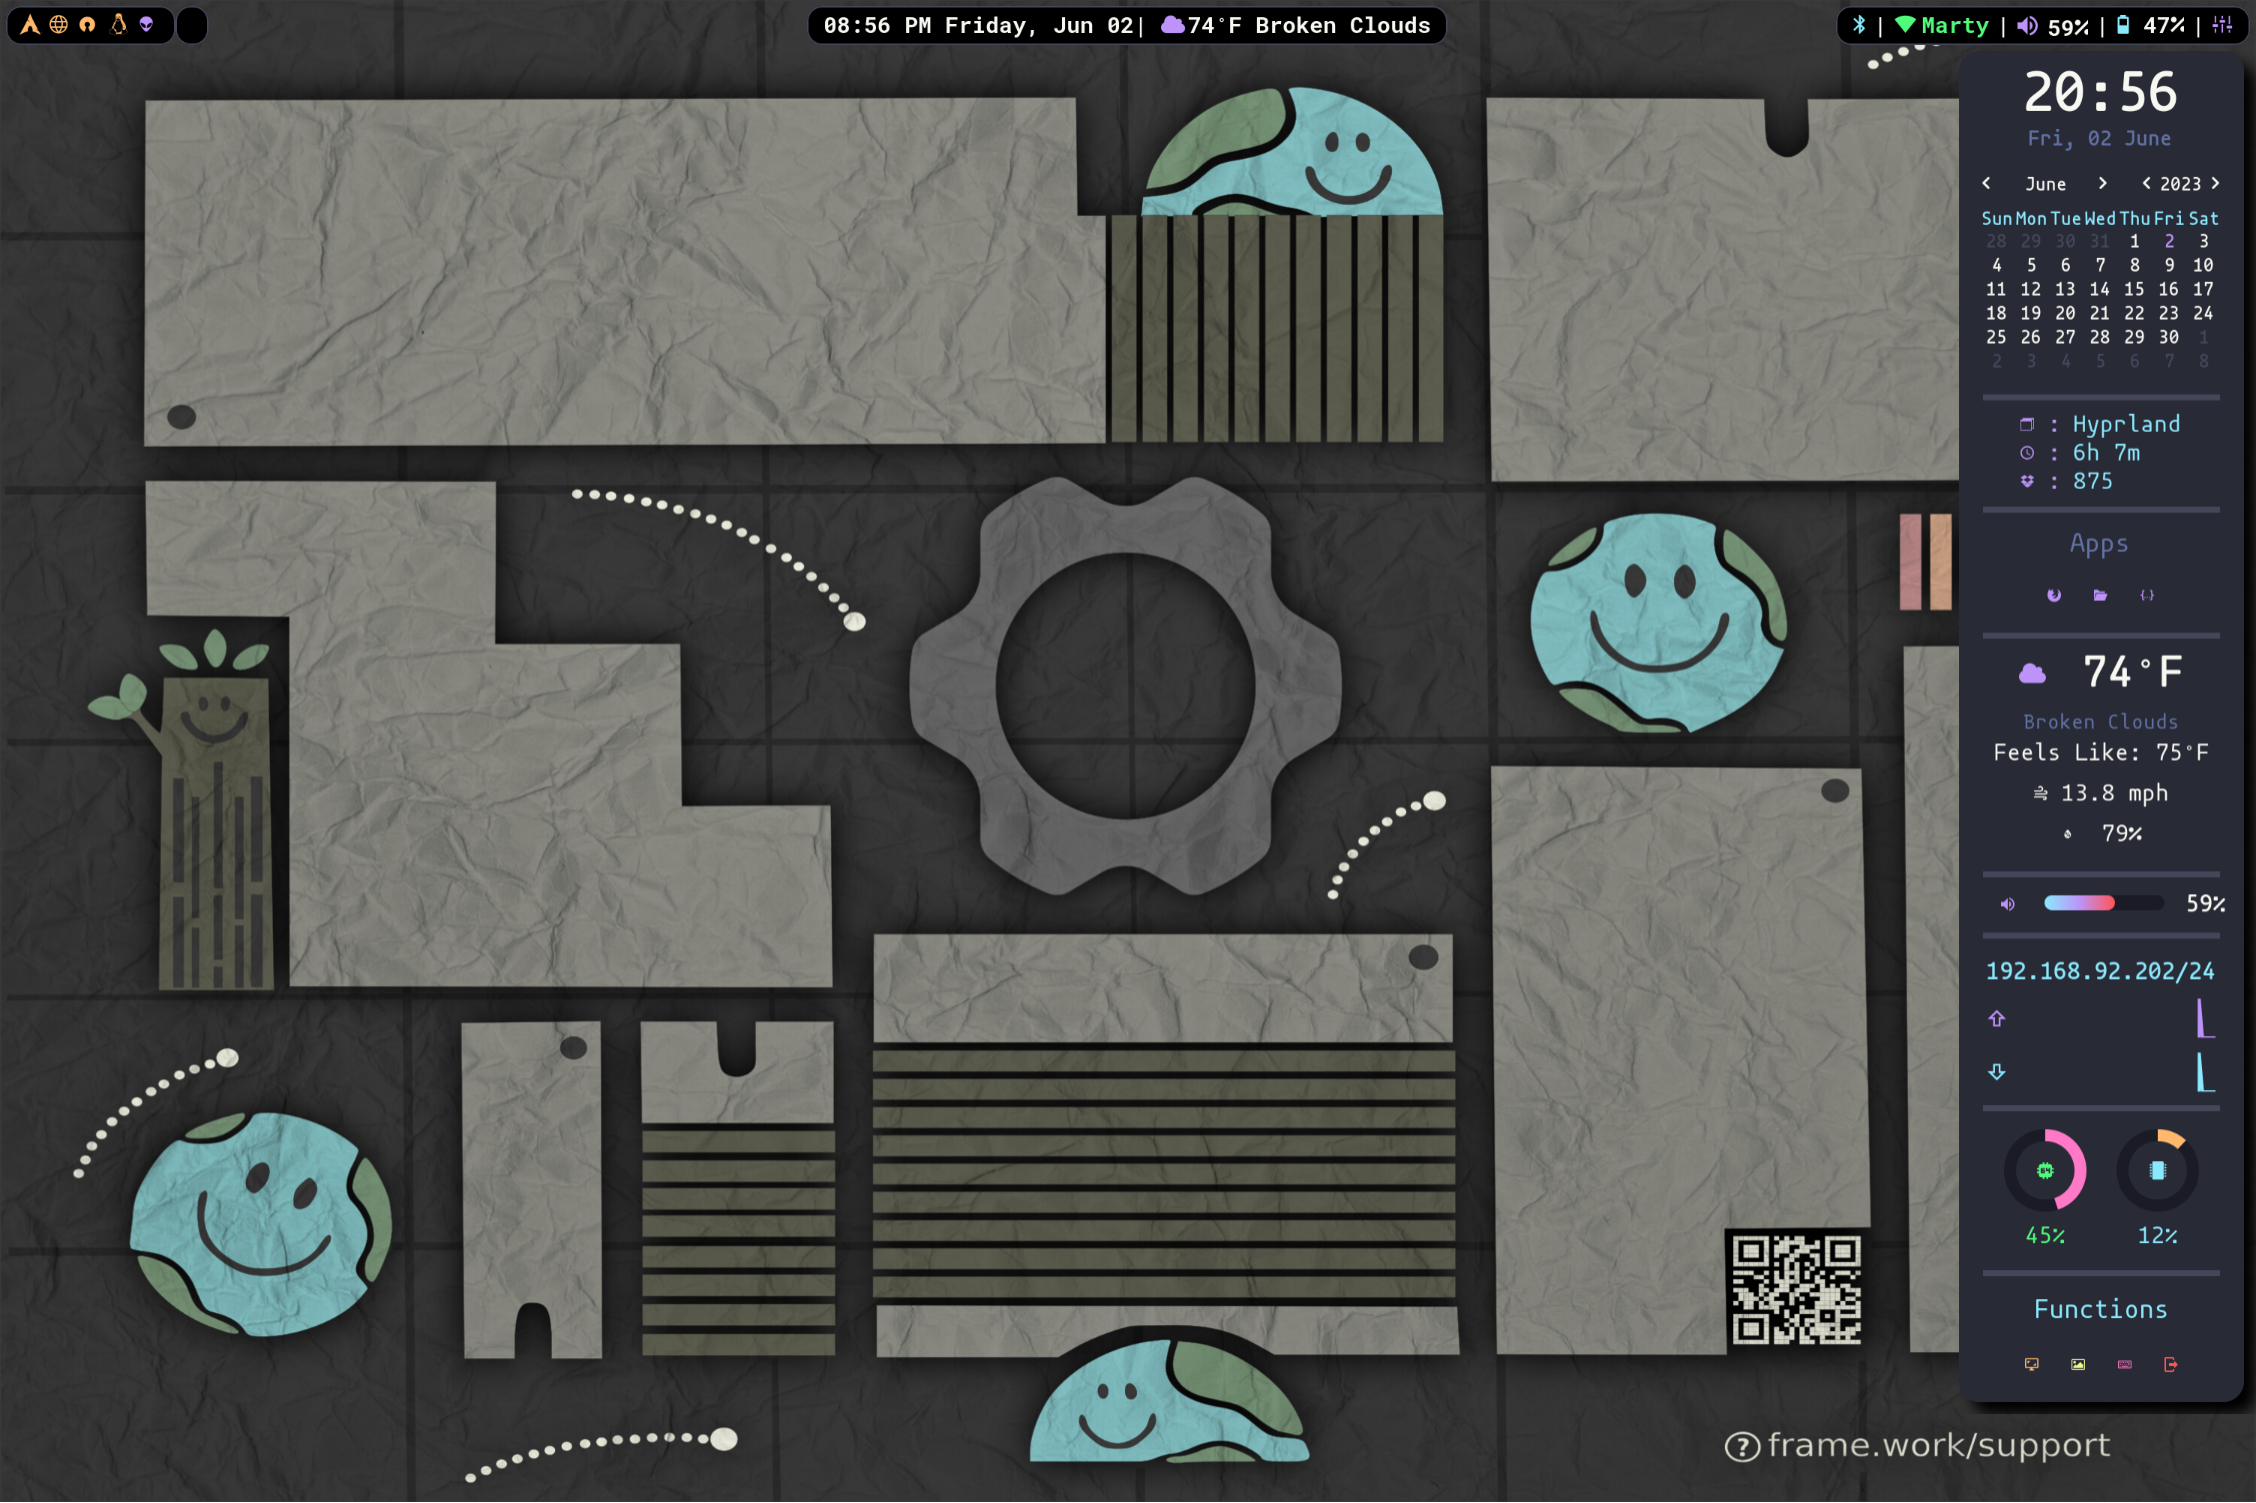 08:56 PM Friday, Jun 02| 74°F Broken Clouds
| Marty | 59% | 47% |
20:56
Fri, 02 June
< June > < 2023 >
Sun Mon Tue Wed Thu Fri Sat
28 29 30 31 1 2 3
4 5 6 7 8 9 10
11 12 13 14 15 16 17
18 19 20 21 22 23 24
25 26 27 28 29 30 1
2 3 4 5 6 7 8
: Hyprland
: 6h 7m
: 875
Apps
74°F
Broken Clouds
Feels Like: 75°F
13.8 mph
79%
59%
192.168.92.202/24
45% 12%
Functions
? frame.work/support